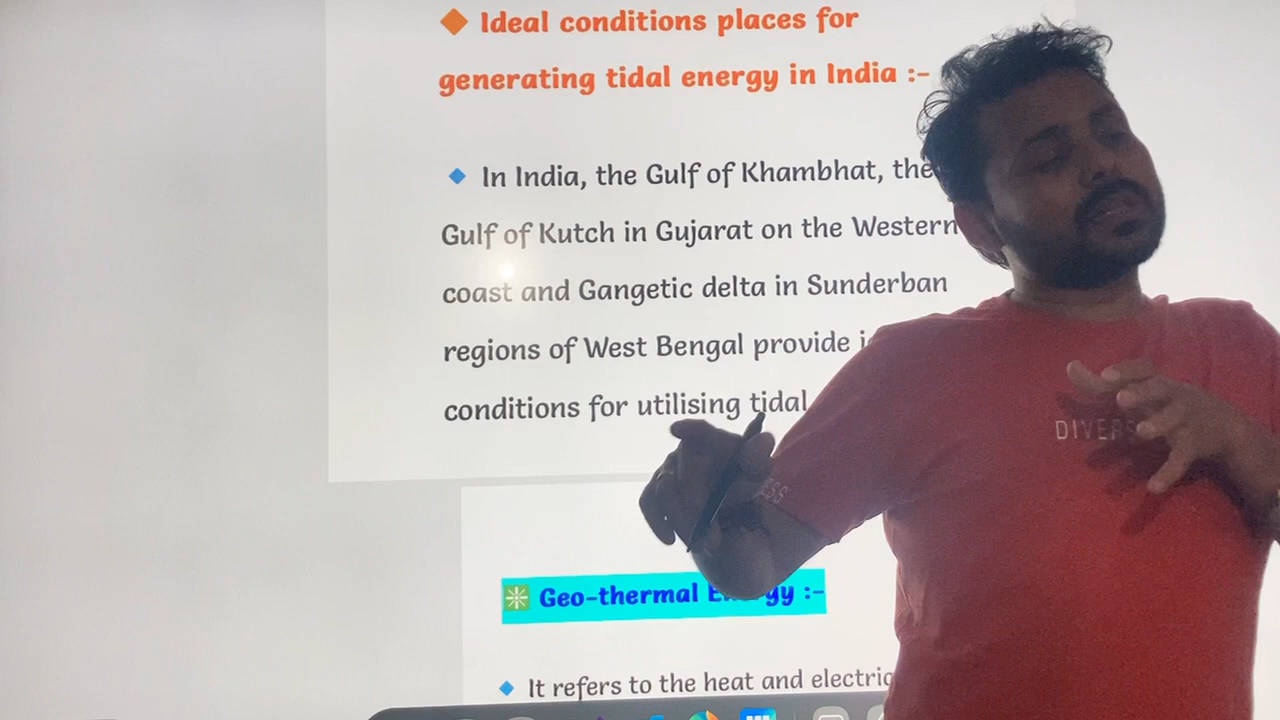 Ideal conditions places for
generating tidal energy in India :-
In India, the Gulf of Khambhat, the
Gulf of Kutch in Gujarat on the Western
coast and Gangetic delta in Sunderban
regions of West Bengal provide
conditions for utilising tidal
Geo-thermal :-
It refers to the heat and